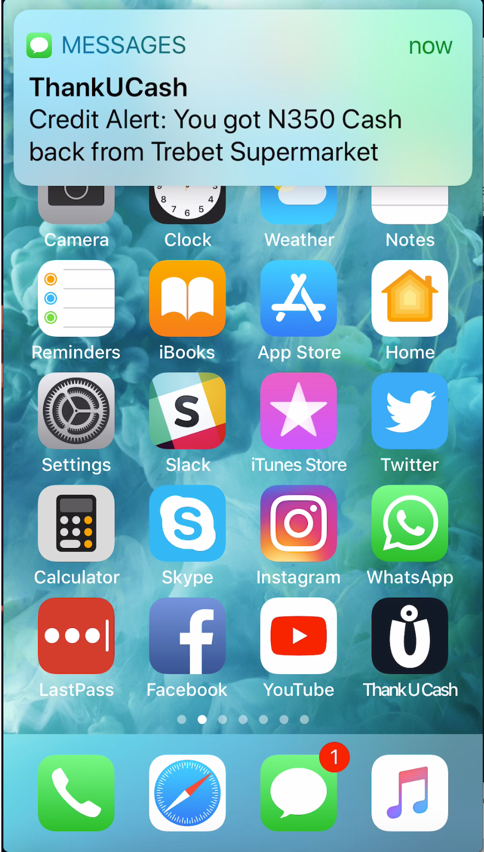 MESSAGES now
ThankUCash
Credit Alert: You got N350 Cash
back from Trebet Supermarket
Camera Clock Weather Notes
Reminders iBooks App Store Home
Settings Slack iTunes Store Twitter
Calculator Skype Instagram WhatsApp
LastPass Facebook YouTube ThankUCash
1